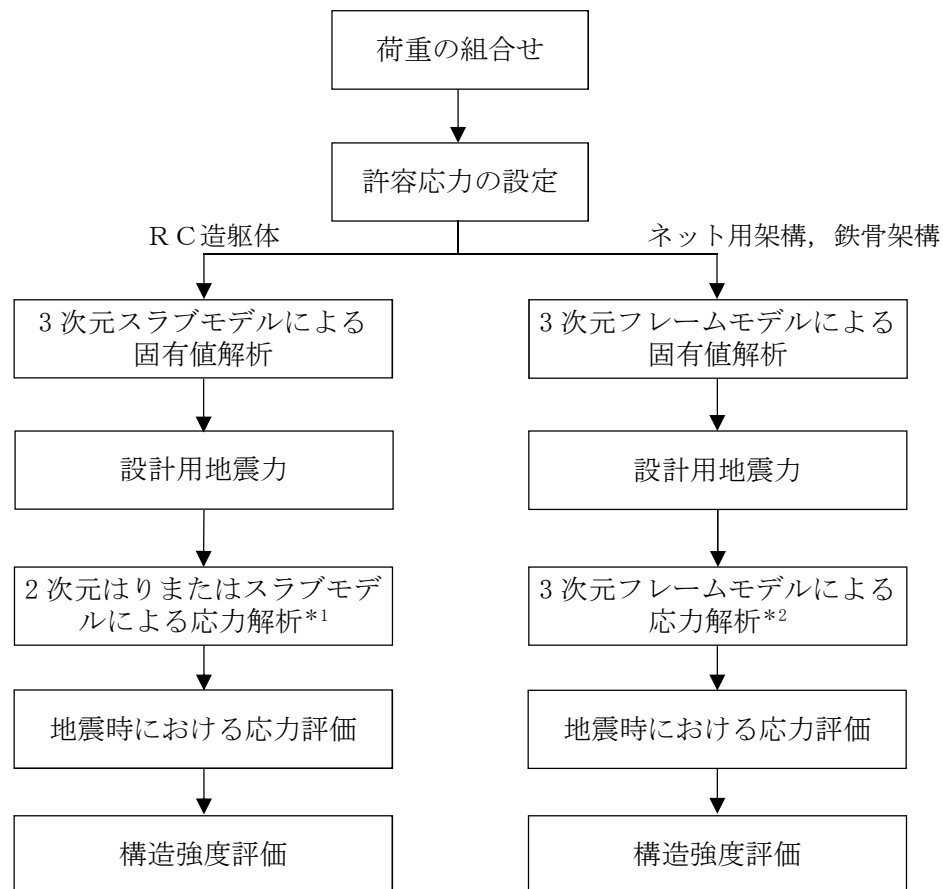 荷重の組合せ
許容応力の設定
ＲＣ造躯体
ネット用架構，鉄骨架構
3 次元スラブモデルによる
固有値解析
3 次元フレームモデルによる
固有値解析
設計用地震力
設計用地震力
2 次元はりまたはスラブモデ
ルによる応力解析*1
3 次元フレームモデルによる
応力解析*2
地震時における応力評価
地震時における応力評価
構造強度評価
構造強度評価